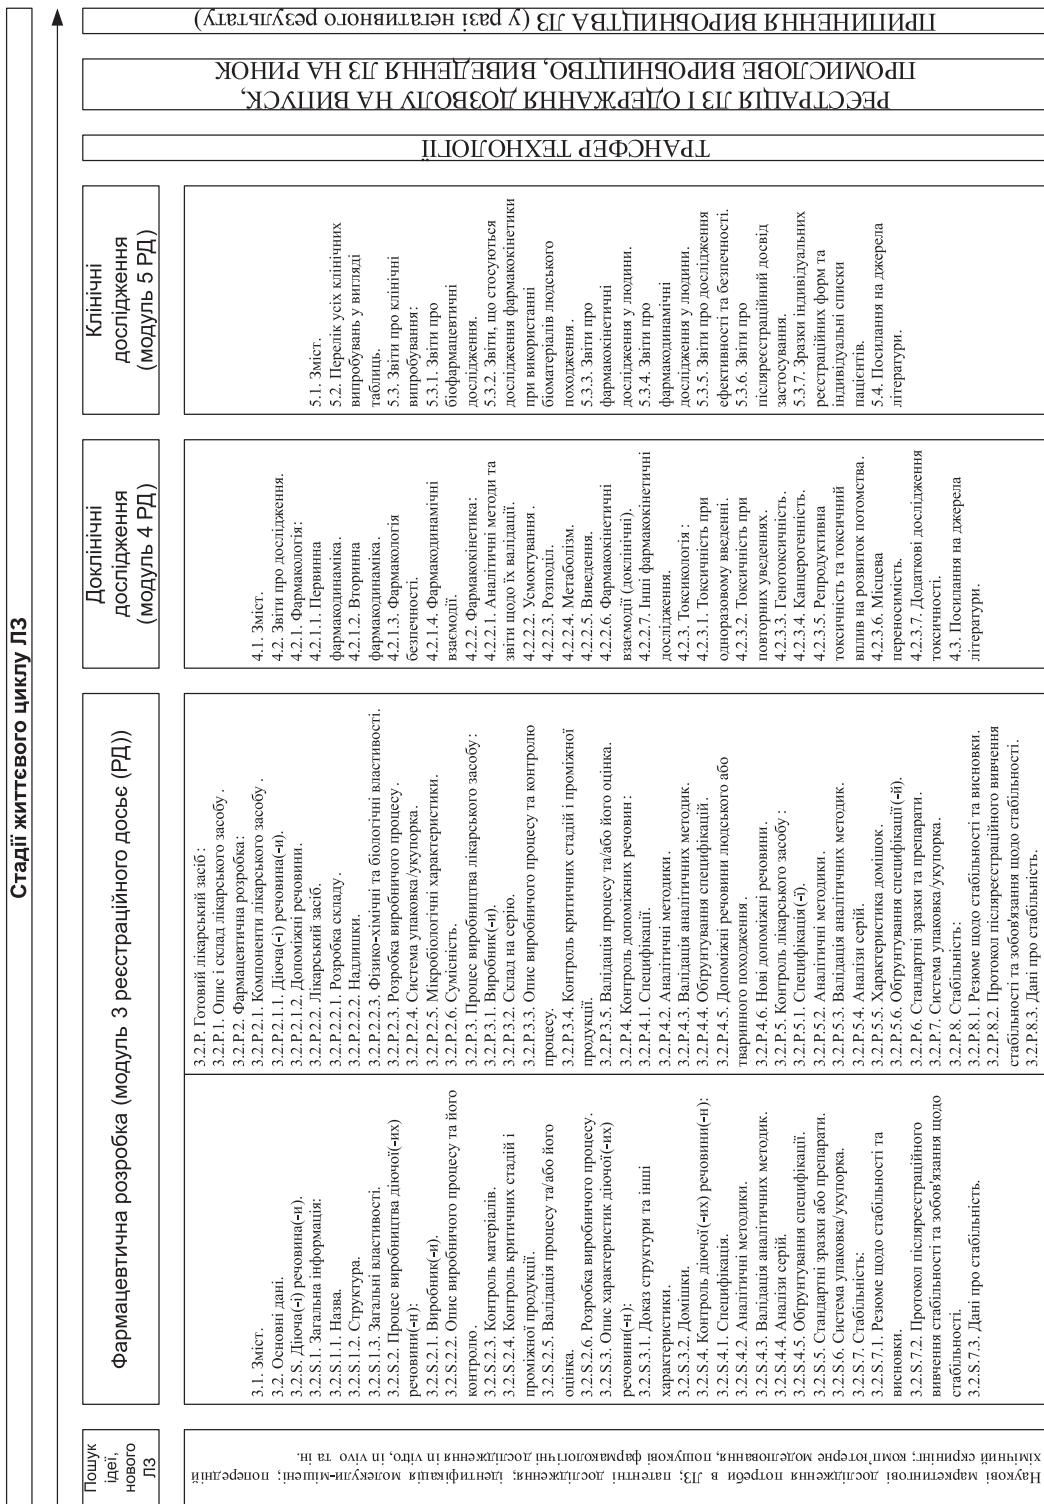 Стадії життєвого циклу ЛЗ
Пошук
ідеї,
нового
ЛЗ
Наукові маркетингові дослідження потреби в ЛЗ; патентні дослідження; ідентифікація молекули-мішені; попередній
хімічний скринінг; комп'ютерне моделювання, пошукові фармакологічні дослідження in vitro, in vivo та ін.
Фармацевтична розробка (модуль 3 реєстраційного досьє (РД))
3.1. Зміст.
3.2. Основні дані.
3.2.S. Діюча(-і) речовина(-и).
3.2.S.1. Загальна інформація:
3.2.S.1.1. Назва.
3.2.S.1.2. Структура.
3.2.S.1.3. Загальні властивості.
3.2.S.2. Процес виробництва діючої(-их)
речовини(-н):
3.2.S.2.1. Виробник(-и).
3.2.S.2.2. Опис виробничого процесу та його
контролю.
3.2.S.2.3. Контроль матеріалів.
3.2.S.2.4. Контроль критичних стадій і
проміжної продукції.
3.2.S.2.5. Валідація процесу та/або його
оцінка.
3.2.S.2.6. Розробка виробничого процесу.
3.2.S.3. Опис характеристик діючої(-их)
речовини(-н):
3.2.S.3.1. Доказ структури та інші
характеристики.
3.2.S.3.2. Домішки.
3.2.S.4. Контроль діючої(-их) речовини(-н):
3.2.S.4.1. Специфікація.
3.2.S.4.2. Аналітичні методики.
3.2.S.4.3. Валідація аналітичних методик.
3.2.S.4.4. Аналізи серій.
3.2.S.4.5. Обґрунтування специфікації.
3.2.S.5. Стандартні зразки або препарати.
3.2.S.6. Система упаковка/укупорка.
3.2.S.7. Стабільність:
3.2.S.7.1. Резюме щодо стабільності та
висновки.
3.2.S.7.2. Протокол післяреєстраційного
вивчення стабільності та зобов'язання щодо
стабільності.
3.2.S.7.3. Дані про стабільність.
3.2.P. Готовий лікарський засіб:
3.2.P.1. Опис і склад лікарського засобу.
3.2.P.2. Фармацевтична розробка:
3.2.P.2.1. Компоненти лікарського засобу.
3.2.P.2.1.1. Діюча(-і) речовина(-и).
3.2.P.2.1.2. Допоміжні речовини.
3.2.P.2.2. Лікарський засіб.
3.2.P.2.2.1. Розробка складу.
3.2.P.2.2.2. Надлишки.
3.2.P.2.2.3. Фізико-хімічні та біологічні властивості.
3.2.P.2.3. Розробка виробничого процесу.
3.2.P.2.4. Система упаковка/укупорка.
3.2.P.2.5. Мікробіологічні характеристики.
3.2.P.2.6. Сумісність.
3.2.P.3. Процес виробництва лікарського засобу:
3.2.P.3.1. Виробник(-и).
3.2.P.3.2. Склад на серію.
3.2.P.3.3. Опис виробничого процесу та контролю
процесу.
3.2.P.3.4. Контроль критичних стадій і проміжної
продукції.
3.2.P.3.5. Валідація процесу та/або його оцінка.
3.2.P.4. Контроль допоміжних речовин:
3.2.P.4.1. Специфікації.
3.2.P.4.2. Аналітичні методики.
3.2.P.4.3. Валідація аналітичних методик.
3.2.P.4.4. Обґрунтування специфікацій.
3.2.P.4.5. Допоміжні речовини людського або
тваринного походження.
3.2.P.4.6. Нові допоміжні речовини.
3.2.P.5. Контроль лікарського засобу:
3.2.P.5.1. Специфікація(-ї).
3.2.P.5.2. Аналітичні методики.
3.2.P.5.3. Валідація аналітичних методик.
3.2.P.5.4. Аналізи серій.
3.2.P.5.5. Характеристика домішок.
3.2.P.5.6. Обґрунтування специфікації(-й).
3.2.P.6. Стандартні зразки та препарати.
3.2.P.7. Система упаковка/укупорка.
3.2.P.8. Стабільність:
3.2.P.8.1. Резюме щодо стабільності та висновки.
3.2.P.8.2. Протокол післяреєстраційного вивчення
стабільності та зобов'язання щодо стабільності.
3.2.P.8.3. Дані про стабільність.
Доклінічні
дослідження
(модуль 4 РД)
4.1. Зміст.
4.2. Звіти про дослідження.
4.2.1. Фармакологія:
4.2.1.1. Первинна
фармакодинаміка.
4.2.1.2. Вторинна
фармакодинаміка.
4.2.1.3. Фармакологія
безпечності.
4.2.1.4. Фармакодинамічні
взаємодії.
4.2.2. Фармакокінетика:
4.2.2.1. Аналітичні методи та
звіти щодо їх валідації.
4.2.2.2. Усмоктування.
4.2.2.3. Розподіл.
4.2.2.4. Метаболізм.
4.2.2.5. Виведення.
4.2.2.6. Фармакокінетичні
взаємодії (доклінічні).
4.2.2.7. Інші фармакокінетичні
дослідження.
4.2.3. Токсикологія:
4.2.3.1. Токсичність при
одноразовому введенні.
4.2.3.2. Токсичність при
повторних уведеннях.
4.2.3.3. Генотоксичність.
4.2.3.4. Канцерогенність.
4.2.3.5. Репродуктивна
токсичність та токсичний
вплив на розвиток потомства.
4.2.3.6. Місцева
переносимість.
4.2.3.7. Додаткові дослідження
токсичності.
4.3. Посилання на джерела
літератури.
Клінічні
дослідження
(модуль 5 РД)
5.1. Зміст.
5.2. Перелік усіх клінічних
випробувань у вигляді
таблиць.
5.3. Звіти про клінічні
випробування:
5.3.1. Звіти про
біофармацевтичні
дослідження.
5.3.2. Звіти, що стосуються
дослідження фармакокінетики
при використанні
біоматеріалів людського
походження.
5.3.3. Звіти про
фармакокінетичні
дослідження у людини.
5.3.4. Звіти про
фармакодинамічні
дослідження у людини.
5.3.5. Звіти про дослідження
ефективності та безпечності.
5.3.6. Звіти про
післяреєстраційний досвід
застосування.
5.3.7. Зразки індивідуальних
реєстраційних форм та
індивідуальні списки
пацієнтів.
5.4. Посилання на джерела
літератури.
ТРАНСФЕР ТЕХНОЛОГІЇ
РЕЄСТРАЦІЯ ЛЗ І ОДЕРЖАННЯ ДОЗВОЛУ НА ВИПУСК,
ПРОМИСЛОВЕ ВИРОБНИЦТВО, ВИВЕДЕННЯ ЛЗ НА РИНОК
ПРИПИНЕННЯ ВИРОБНИЦТВА ЛЗ (у разі негативного результату)